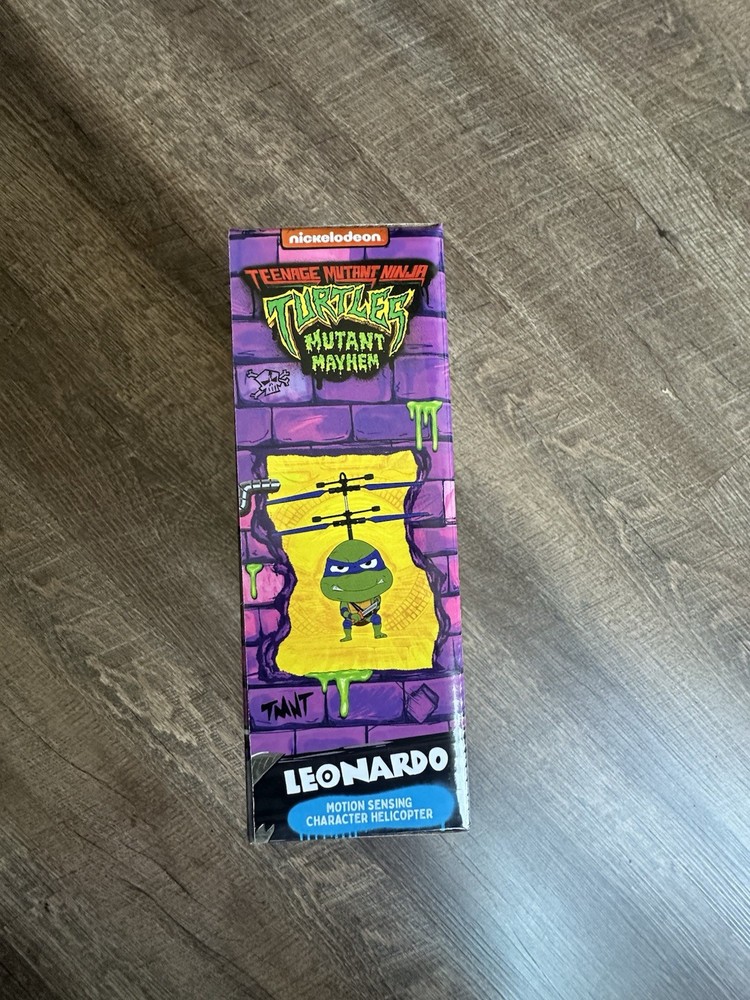 nickelodeon
TEENAGE MUTANT NINJA
TURTLES
MUTANT
MAYHEM
TMNT
LEONARDO
MOTION SENSING
CHARACTER HELICOPTER